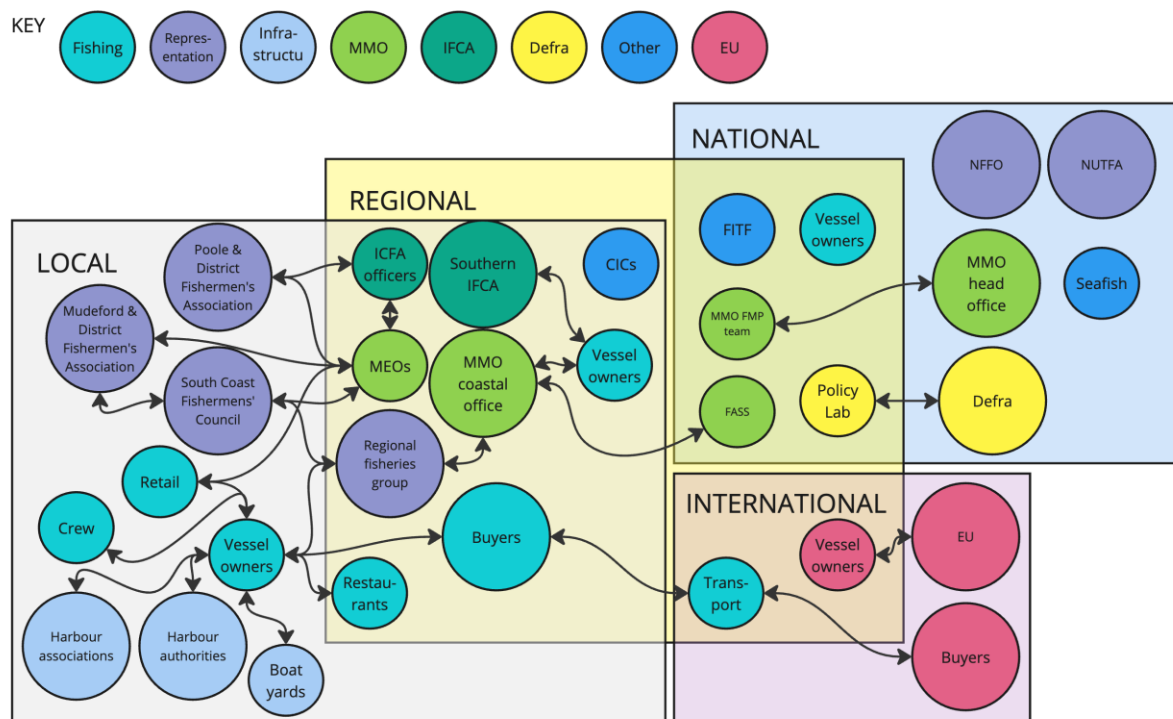 KEY
Fishing
Repres-
entation
Infra-
structu
MMO
IFCA
Defra
Other
EU
NATIONAL
NFFO
NUTFA
REGIONAL
FITF
Vessel
owners
LOCAL
Poole &
District
Fishermen's
Association
ICFA
officers
Southern
IFCA
CICs
MMO
head
office
Seafish
Mudeford &
District
Fishermen's
Association
MMO FMP
team
MEOs
MMO
coastal
office
Vessel
owners
South Coast
Fishermens'
Council
FASS
Policy
Lab
Defra
Regional
fisheries
group
Retail
INTERNATIONAL
Crew
Vessel
owners
Buyers
Vessel
owners
EU
Restau-
rants
Trans-
port
Harbour
associations
Harbour
authorities
Boat
yards
Buyers